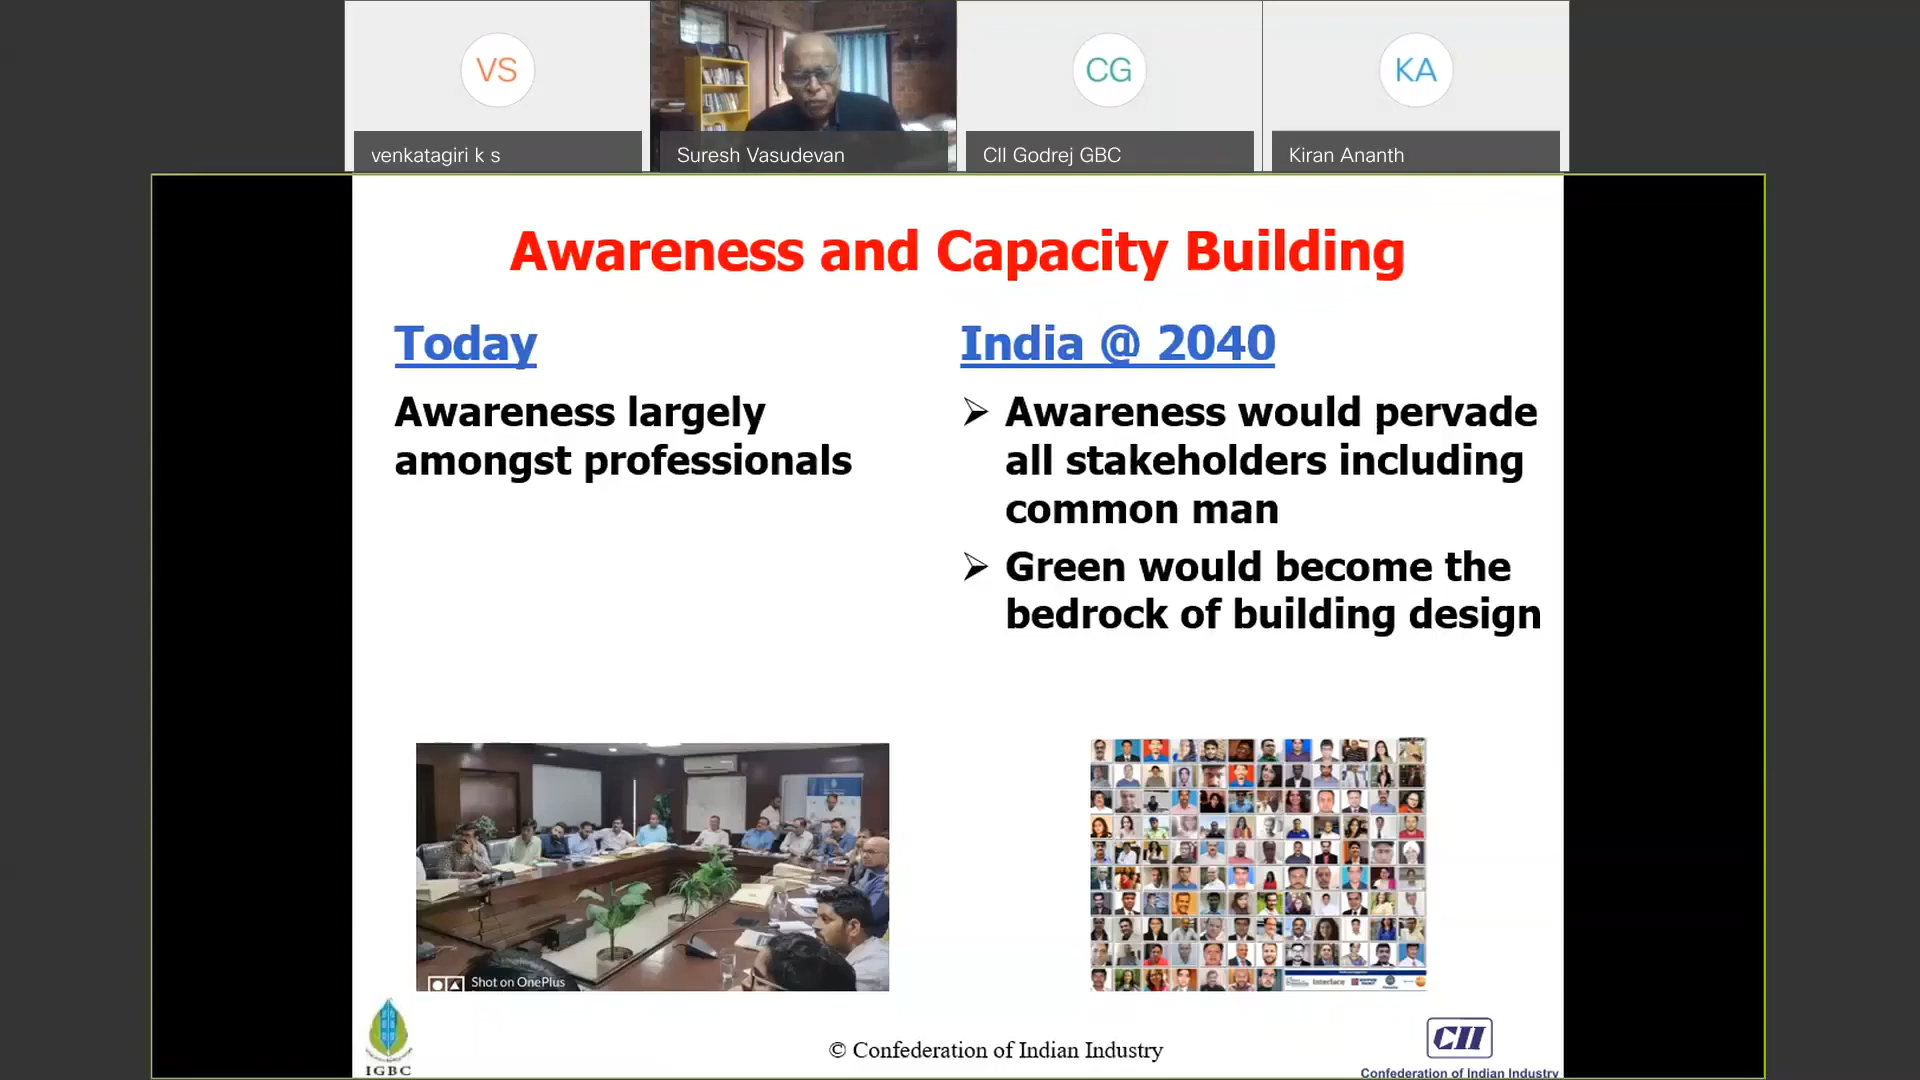 VS
CG
KA
venkatagiri k s
Suresh Vasudevan
CII Godrej GBC
Kiran Ananth
Awareness and Capacity Building
Today
Awareness largely
amongst professionals
India @ 2040
➢ Awareness would pervade
all stakeholders including
common man
➢ Green would become the
bedrock of building design
Shot on OnePlus
Interface
IGBC
© Confederation of Indian Industry
CII
Confederation of Indian Industry